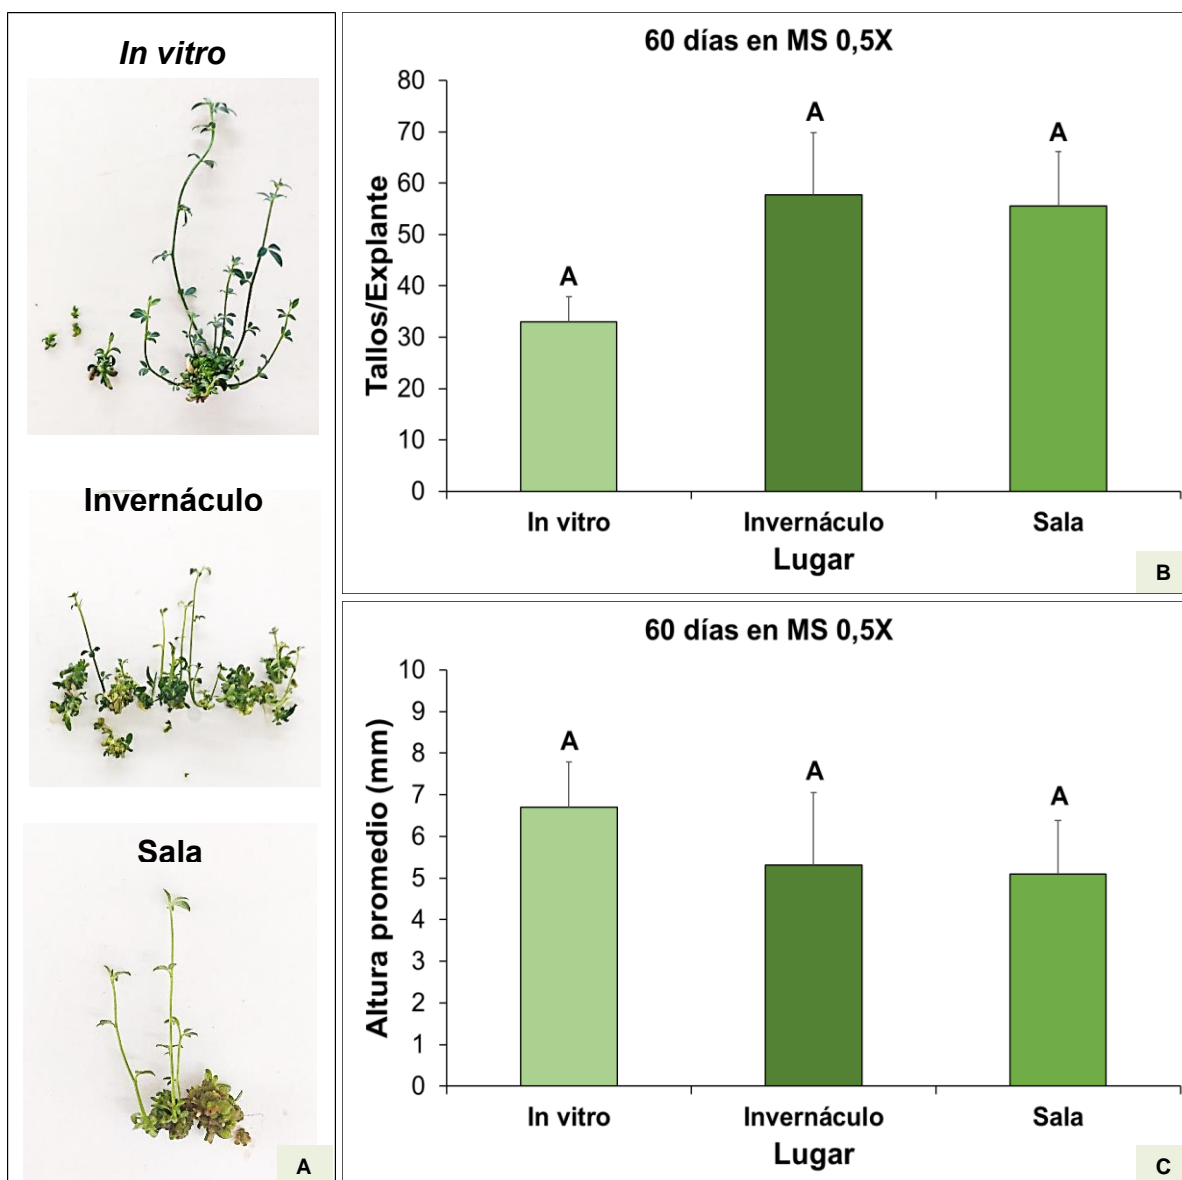 In vitro
Invernáculo
Sala
A
60 días en MS 0,5X
Tallos/Explante
80
70
60
50
40
30
20
10
0
A
A
A
In vitro
Invernáculo
Sala
Lugar
B
60 días en MS 0,5X
Altura promedio (mm)
10
9
8
7
6
5
4
3
2
1
0
A
A
A
In vitro
Invernáculo
Sala
Lugar
C